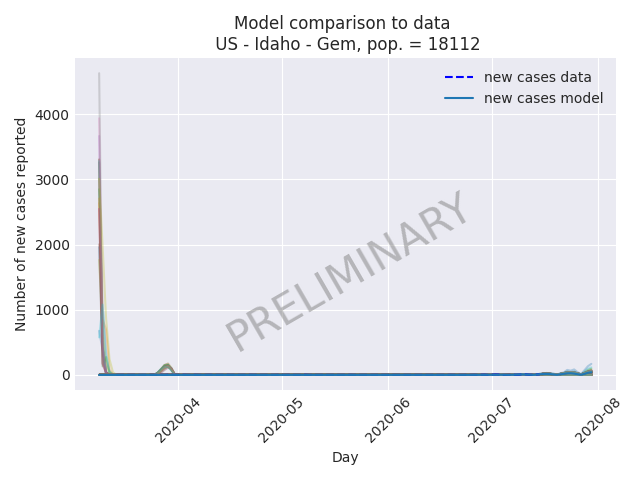 Model comparison to data
US - Idaho - Gem, pop. = 18112
new cases data
new cases model
Number of new cases reported
4000
3000
2000
1000
0
PRELIMINARY
2020-04
2020-05
2020-06
2020-07
2020-08
Day